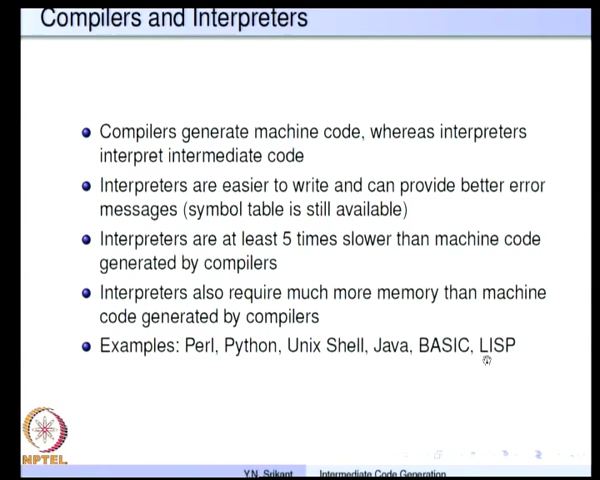 Compilers and Interpreters
Compilers generate machine code, whereas interpreters
interpret intermediate code
Interpreters are easier to write and can provide better error
messages (symbol table is still available)
Interpreters are at least 5 times slower than machine code
generated by compilers
Interpreters also require much more memory than machine
code generated by compilers
Examples: Perl, Python, Unix Shell, Java, BASIC, LISP
NPTEL
Y.N. Srikant Intermediate Code Generation